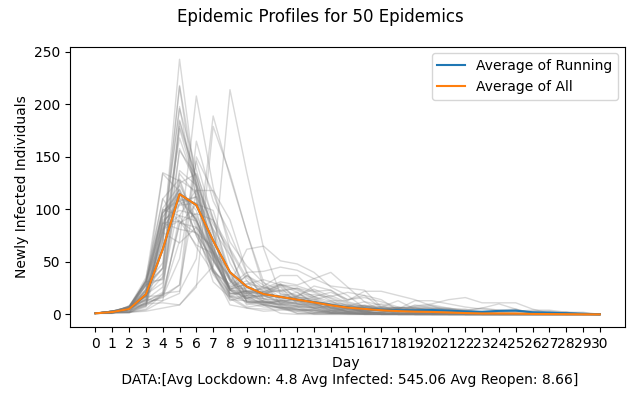 Epidemic Profiles for 50 Epidemics
250
200
150
100
50
0
Newly Infected Individuals
Average of Running
Average of All
0 1 2 3 4 5 6 7 8 9 10 11 12 13 14 15 16 17 18 19 20 21 22 23 24 25 26 27 28 29 30
Day
DATA:[Avg Lockdown: 4.8 Avg Infected: 545.06 Avg Reopen: 8.66]